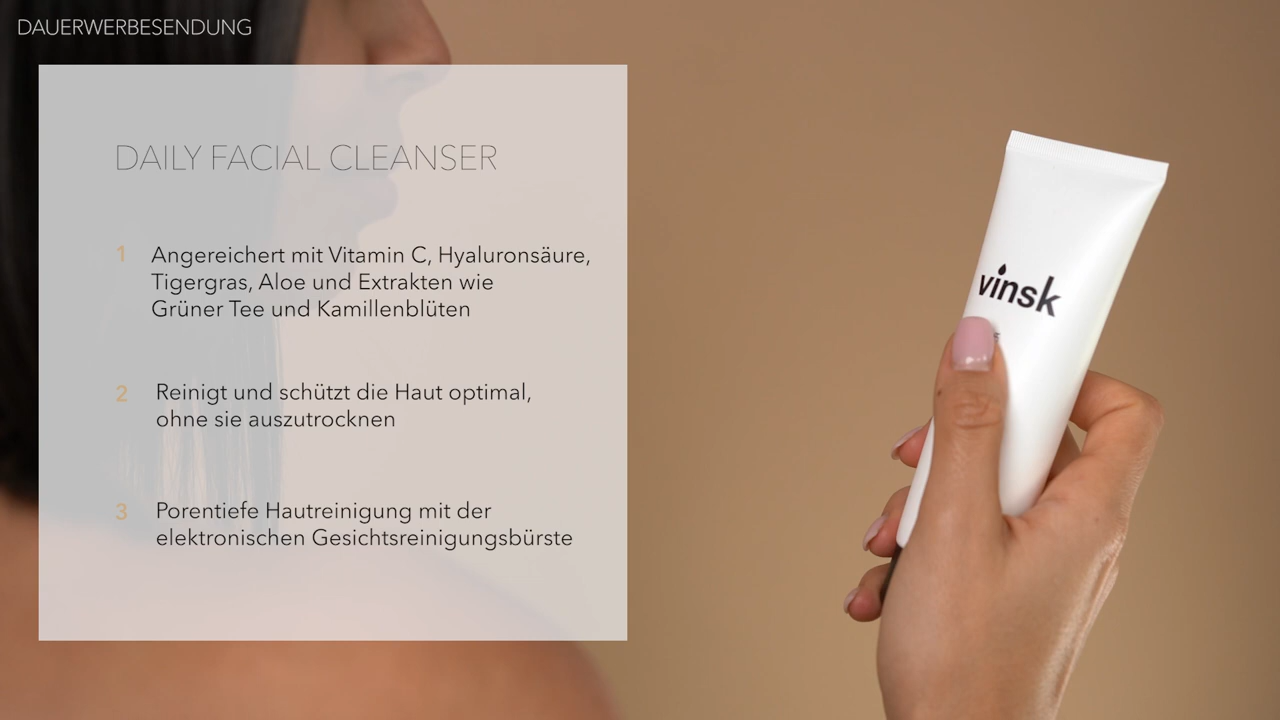 DAUERWERBESENDUNG
DAILY FACIAL CLEANSER
1 Angereichert mit Vitamin C, Hyaluronsäure,
Tigergras, Aloe und Extrakten wie
Grüner Tee und Kamillenblüten
2 Reinigt und schützt die Haut optimal,
ohne sie auszutrocknen
3 Porentiefe Hautreinigung mit der
elektronischen Gesichtsreinigungsbürste
vinsk